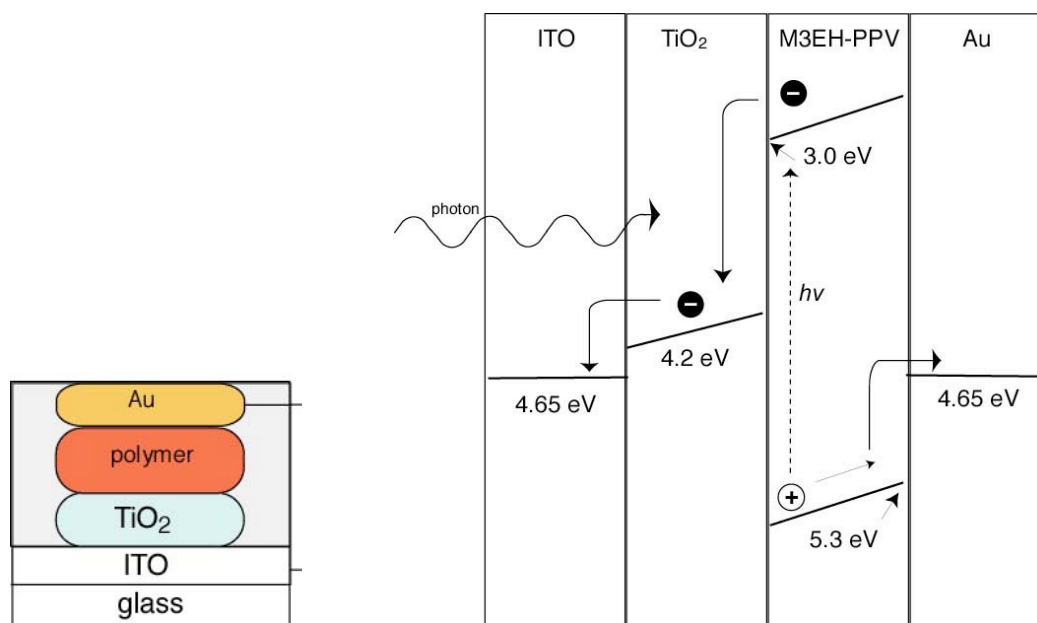 Au
polymer
TiO₂
ITO
glass
ITO
TiO₂
M3EH-PPV
Au
−
3.0 eV
photon
hν
−
4.2 eV
4.65 eV
4.65 eV
+
5.3 eV